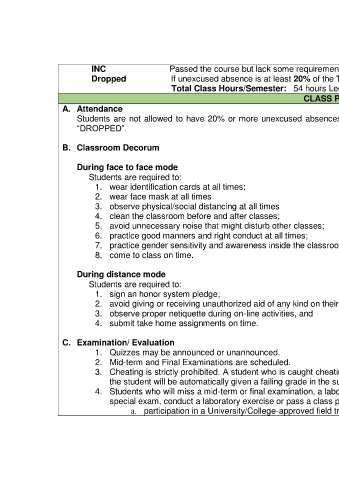 INC Passed the course but lack some requiremen
Dropped If unexcused absence is at least 20% of the
Total Class Hours/Semester: 54 hours Le
CLASS P
A. Attendance
Students are not allowed to have 20% or more unexcused absences
"DROPPED".
B. Classroom Decorum
During face to face mode
Students are required to:
1. wear identification cards at all times;
2. wear face mask at all times
3. observe physical/social distancing at all times
4. clean the classroom before and after classes;
5. avoid unnecessary noise that might disturb other classes;
6. practice good manners and right conduct at all times;
7. practice gender sensitivity and awareness inside the classroo
8. come to class on time.
During distance mode
Students are required to:
1. sign an honor system pledge;
2. avoid giving or receiving unauthorized aid of any kind on their
3. observe proper netiquette during on-line activities, and
4. submit take home assignments on time.
C. Examination/ Evaluation
1. Quizzes may be announced or unannounced.
2. Mid-term and Final Examinations are scheduled.
3. Cheating is strictly prohibited. A student who is caught cheati
the student will be automatically given a failing grade in the su
4. Students who will miss a mid-term or final examination, a labo
special exam, conduct a laboratory exercise or pass a class p
a. participation in a University/College-approved field tr